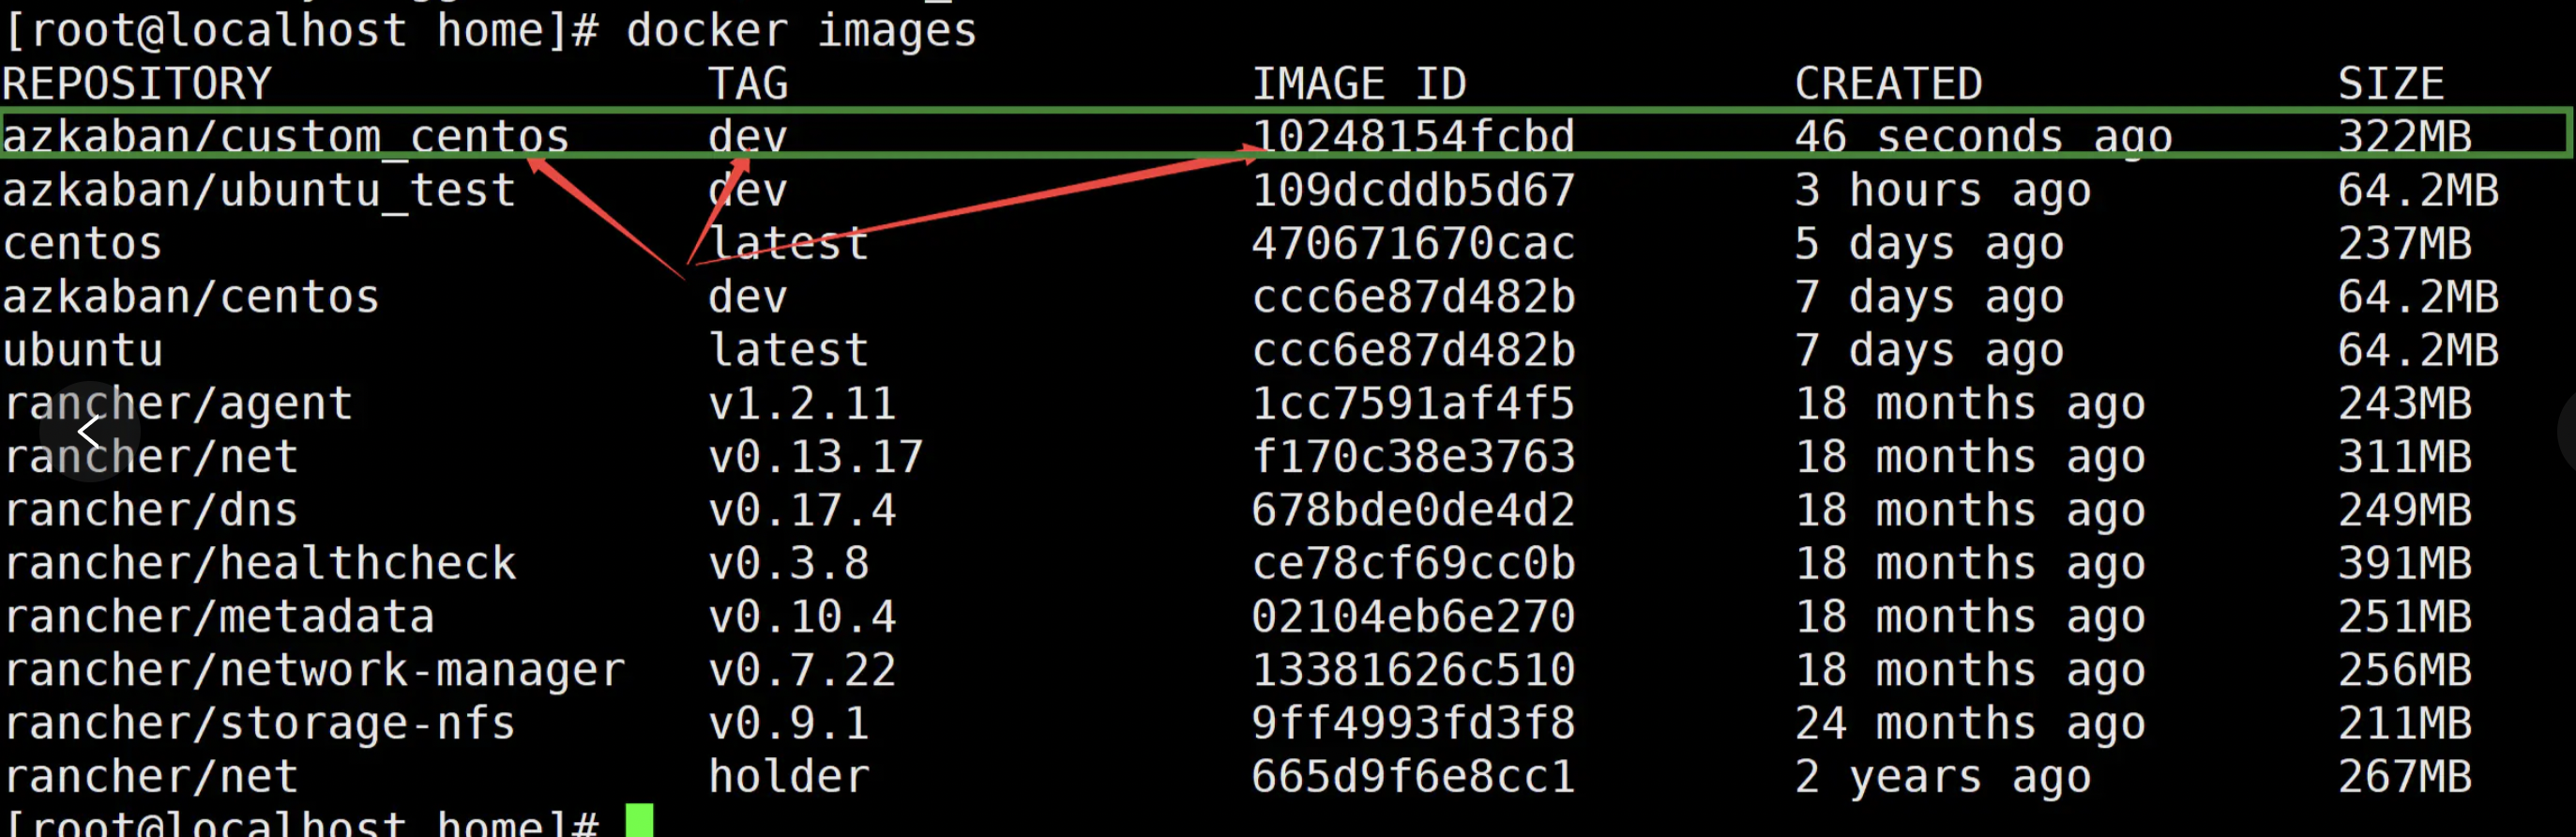 [root@localhost home]# docker images
REPOSITORY TAG IMAGE ID CREATED SIZE
azkaban/custom_centos dev 10248154fcbd 46 seconds ago 322MB
azkaban/ubuntu_test dev 109dcddb5d67 3 hours ago 64.2MB
centos latest 470671670cac 5 days ago 237MB
azkaban/centos dev ccc6e87d482b 7 days ago 64.2MB
ubuntu latest ccc6e87d482b 7 days ago 64.2MB
rancher/agent v1.2.11 1cc7591af4f5 18 months ago 243MB
rancher/net v0.13.17 f170c38e3763 18 months ago 311MB
rancher/dns v0.17.4 678bde0de4d2 18 months ago 249MB
rancher/healthcheck v0.3.8 ce78cf69cc0b 18 months ago 391MB
rancher/metadata v0.10.4 02104eb6e270 18 months ago 251MB
rancher/network-manager v0.7.22 13381626c510 18 months ago 256MB
rancher/storage-nfs v0.9.1 9ff4993fd3f8 24 months ago 211MB
rancher/net holder 665d9f6e8cc1 2 years ago 267MB
[root@localhost home]#